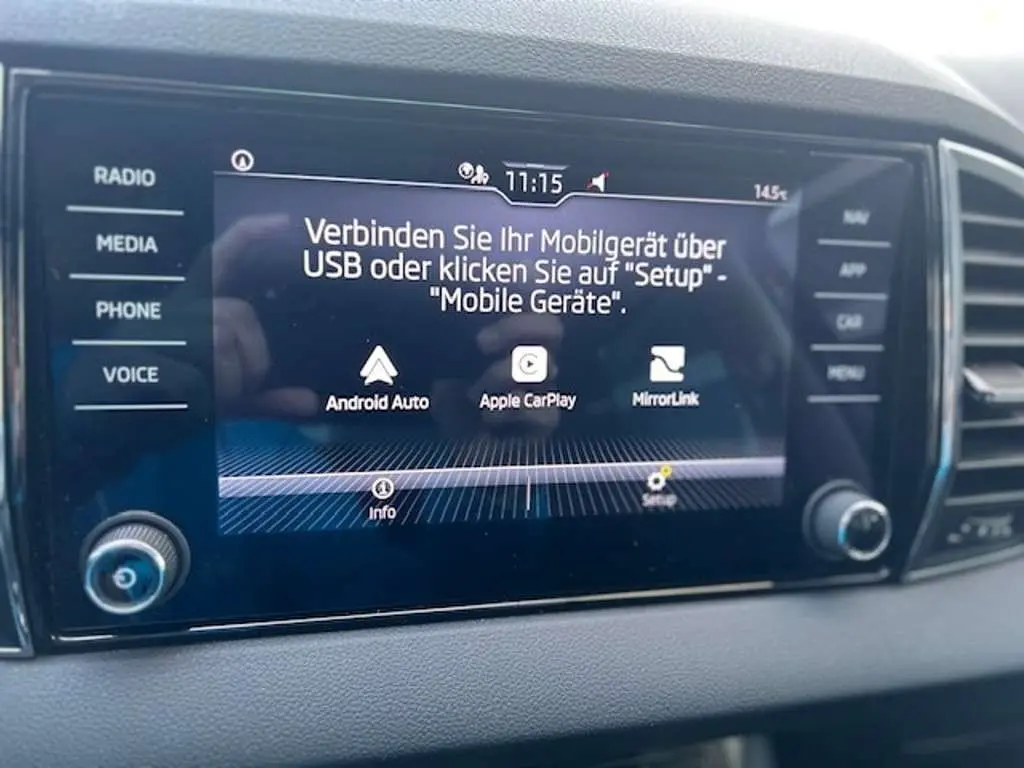 RADIO
MEDIA
PHONE
VOICE
11:15
14.5°C
Verbinden Sie Ihr Mobilgerät über
USB oder klicken Sie auf "Setup" -
"Mobile Geräte".
Android Auto
Apple CarPlay
MirrorLink
Info
Setup
NAV
APP
CAR
MENU